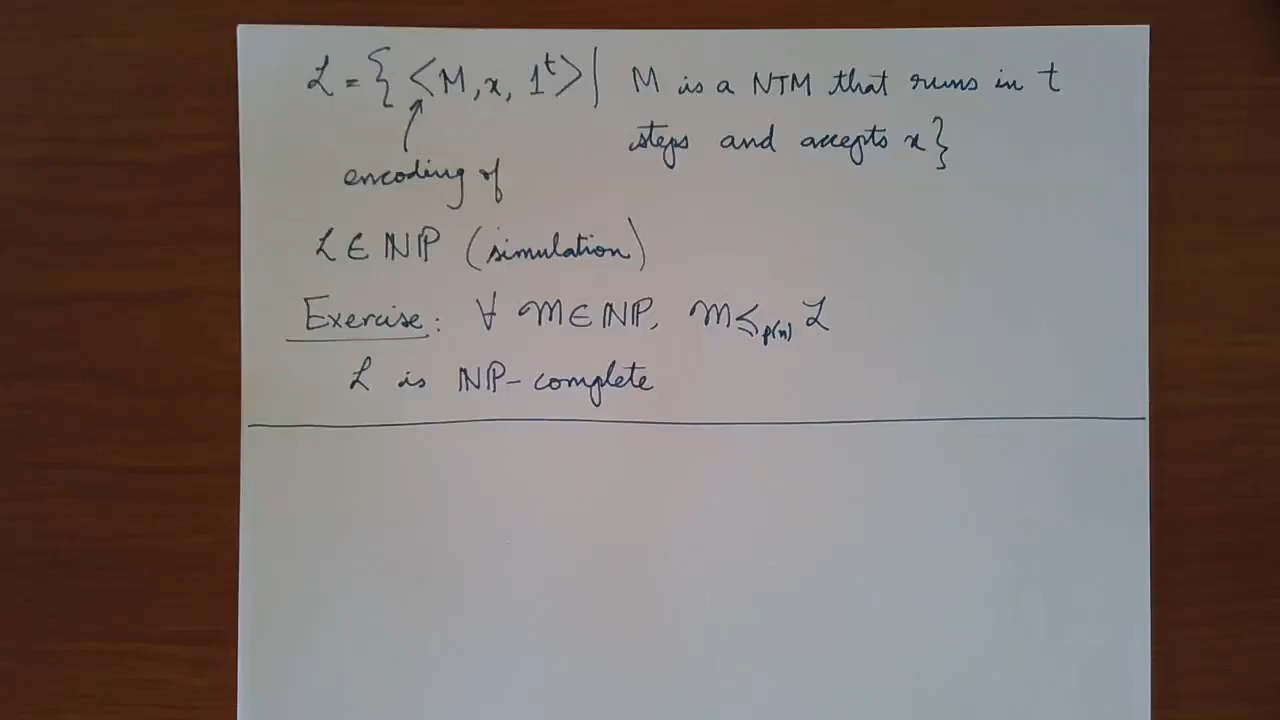 ℒ = { <M, x, 1^t> | M is a NTM that runs in t
steps and accepts x }
encoding of
ℒ ∈ NP (simulation)
Exercise: ∀ ℳ ∈ NP, ℳ ≤p(n) ℒ
ℒ is NP-complete